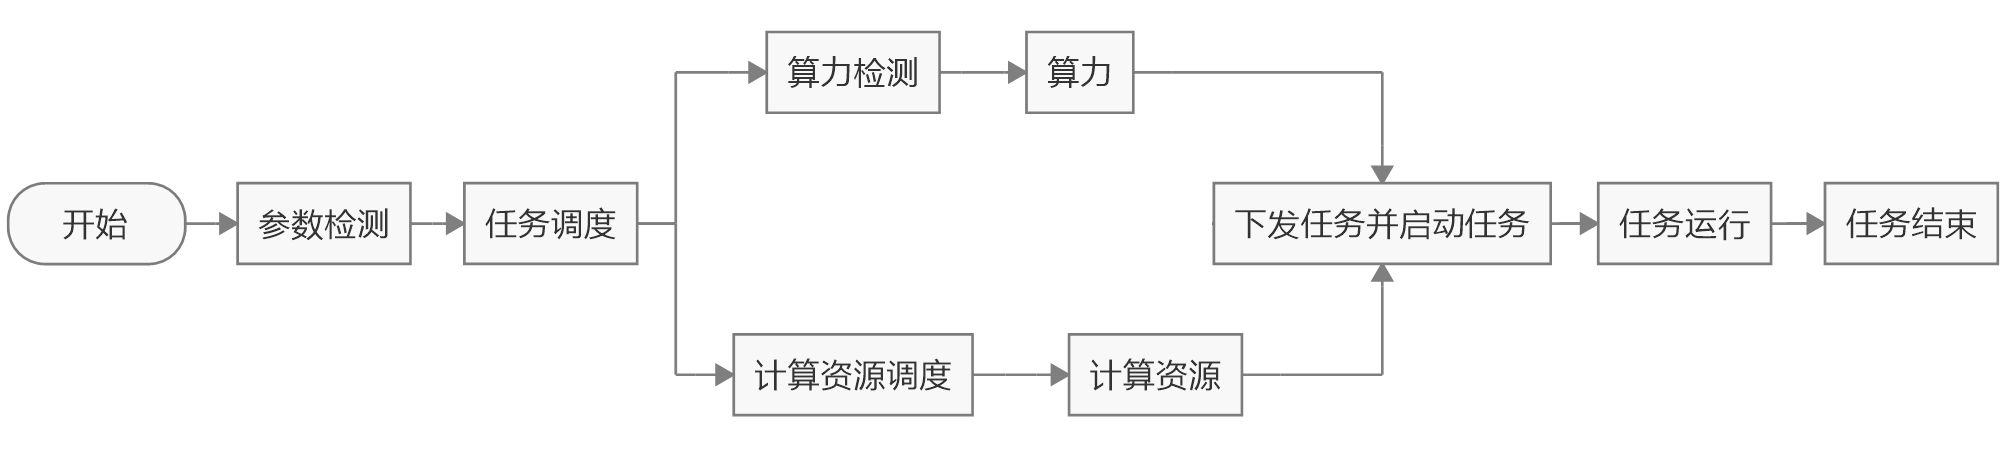 开始
参数检测
任务调度
算力检测
算力
计算资源调度
计算资源
下发任务并启动任务
任务运行
任务结束